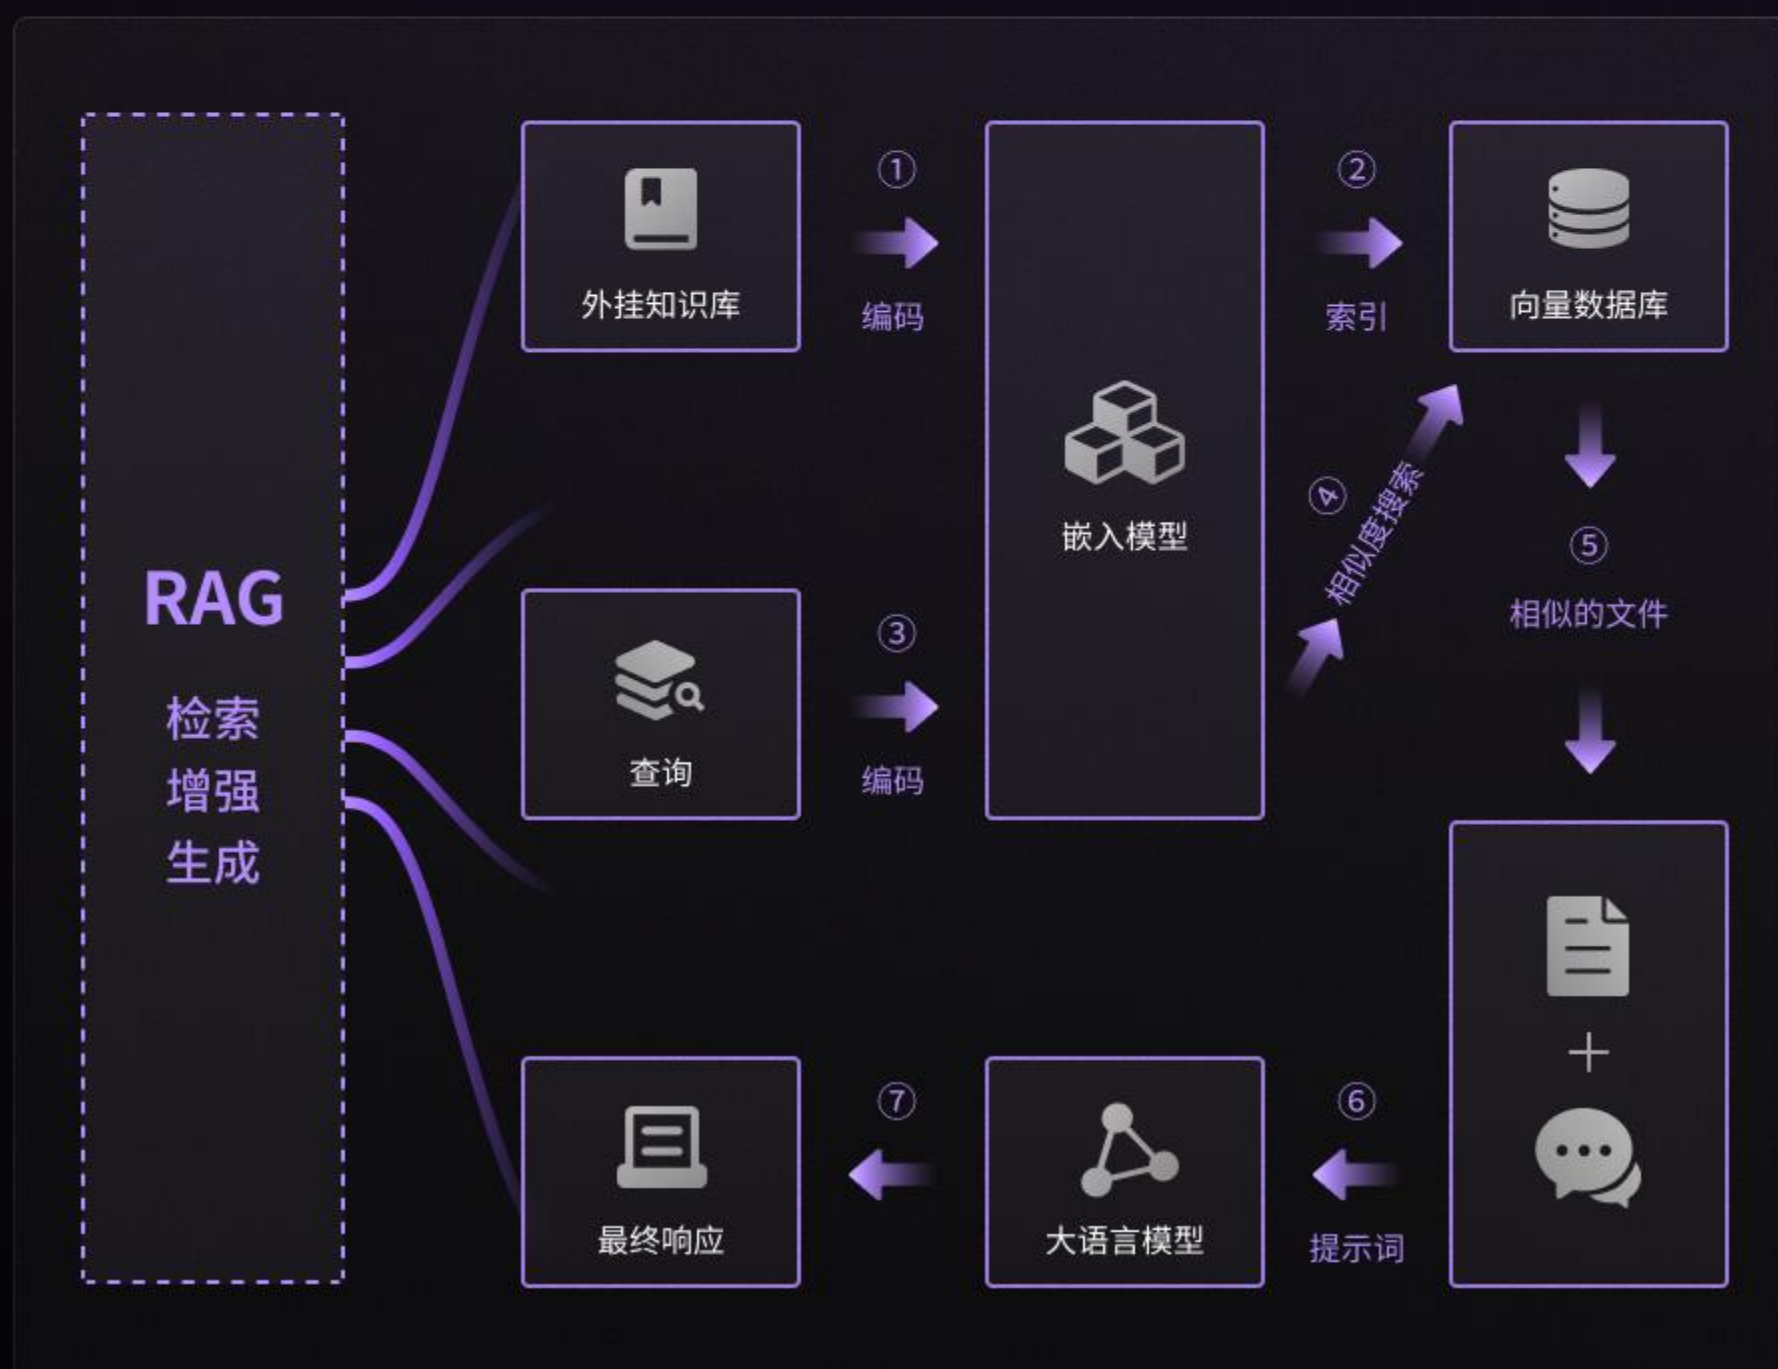 RAG
检索
增强
生成
外挂知识库
①
编码
嵌入模型
②
索引
向量数据库
查询
③
编码
④
相似度搜索
⑤
相似的文件
⑥
提示词
大语言模型
⑦
最终响应